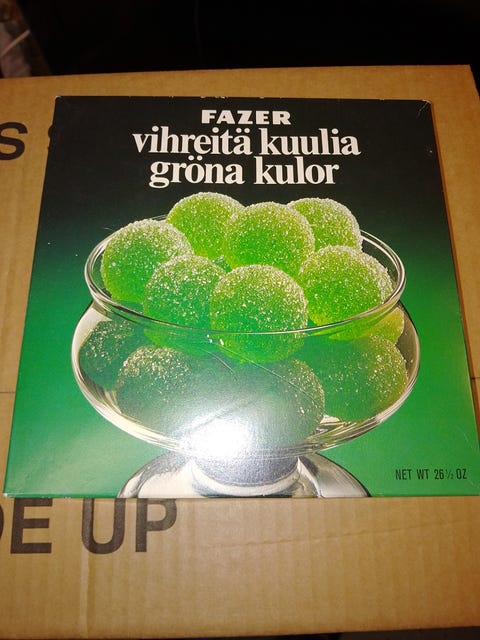 S
FAZER
vihreitä kuulia
gröna kulor
NET WT 26½ OZ
DE UP